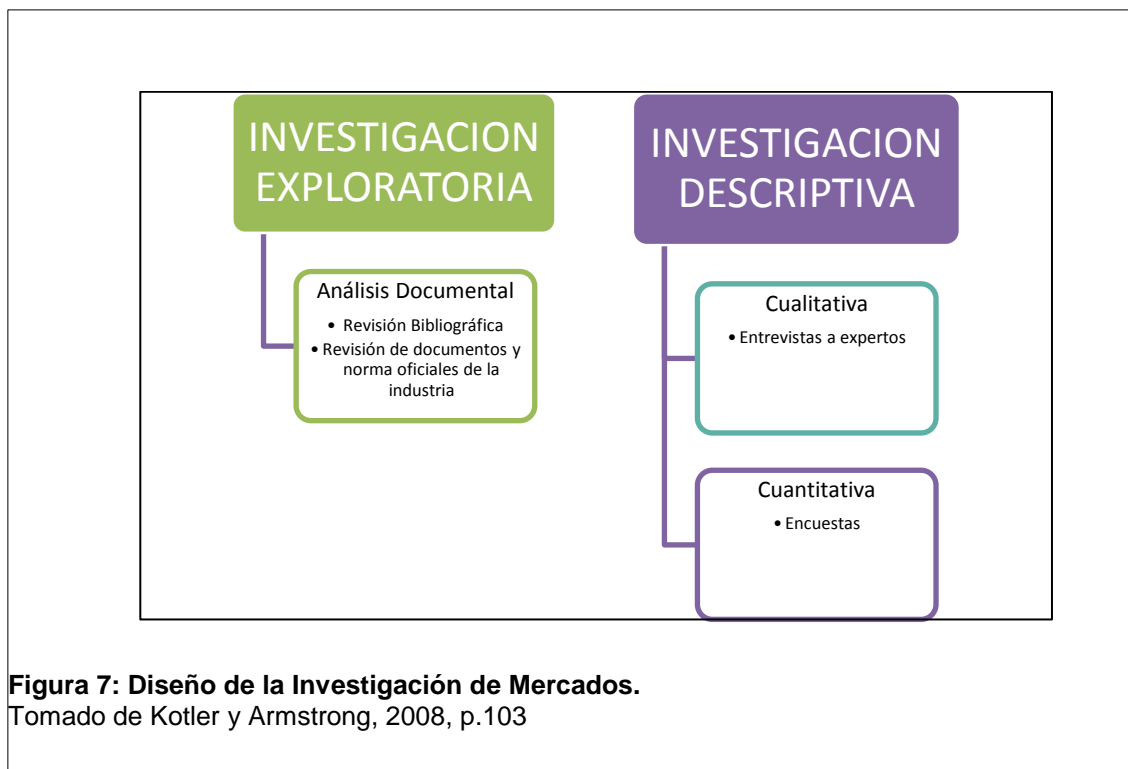 INVESTIGACION
EXPLORATORIA
Análisis Documental
• Revisión Bibliográfica
• Revisión de documentos y
norma oficiales de la
industria
INVESTIGACION
DESCRIPTIVA
Cualitativa
• Entrevistas a expertos
Cuantitativa
• Encuestas
Figura 7: Diseño de la Investigación de Mercados.
Tomado de Kotler y Armstrong, 2008, p.103